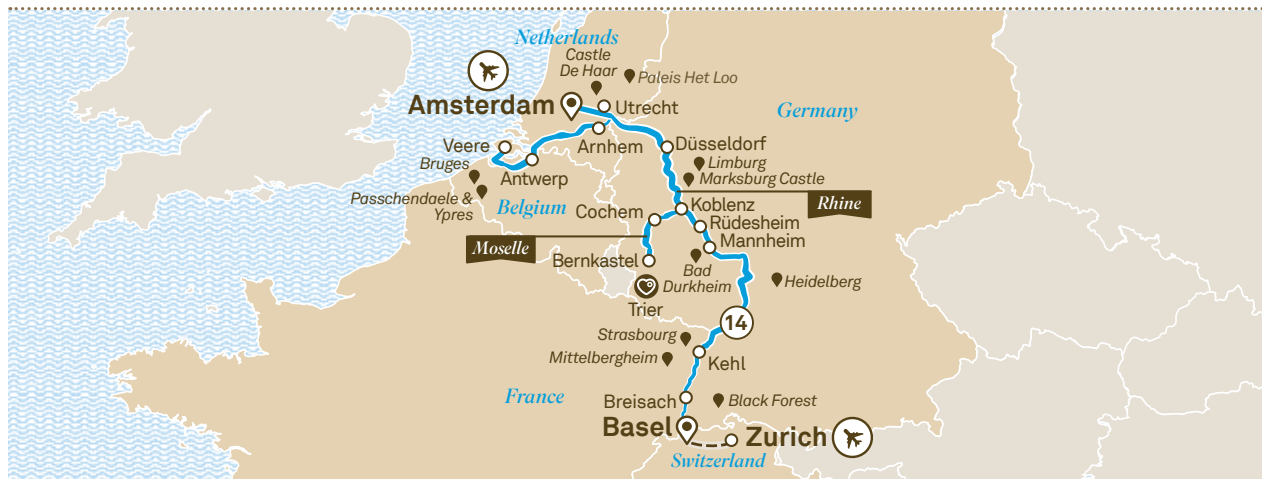 Netherlands
Castle
De Haar
Paleis Het Loo
Amsterdam
Utrecht
Germany
Veere
Arnhem
Düsseldorf
Bruges
Antwerp
Limburg
Marksburg Castle
Passchendaele &
Ypres
Belgium
Cochem
Koblenz
Rhine
Rüdesheim
Moselle
Mannheim
Bernkastel
Bad
Durkheim
Heidelberg
Trier
14
Strasbourg
Mittelbergheim
Kehl
France
Breisach
Black Forest
Basel
Zurich
Switzerland